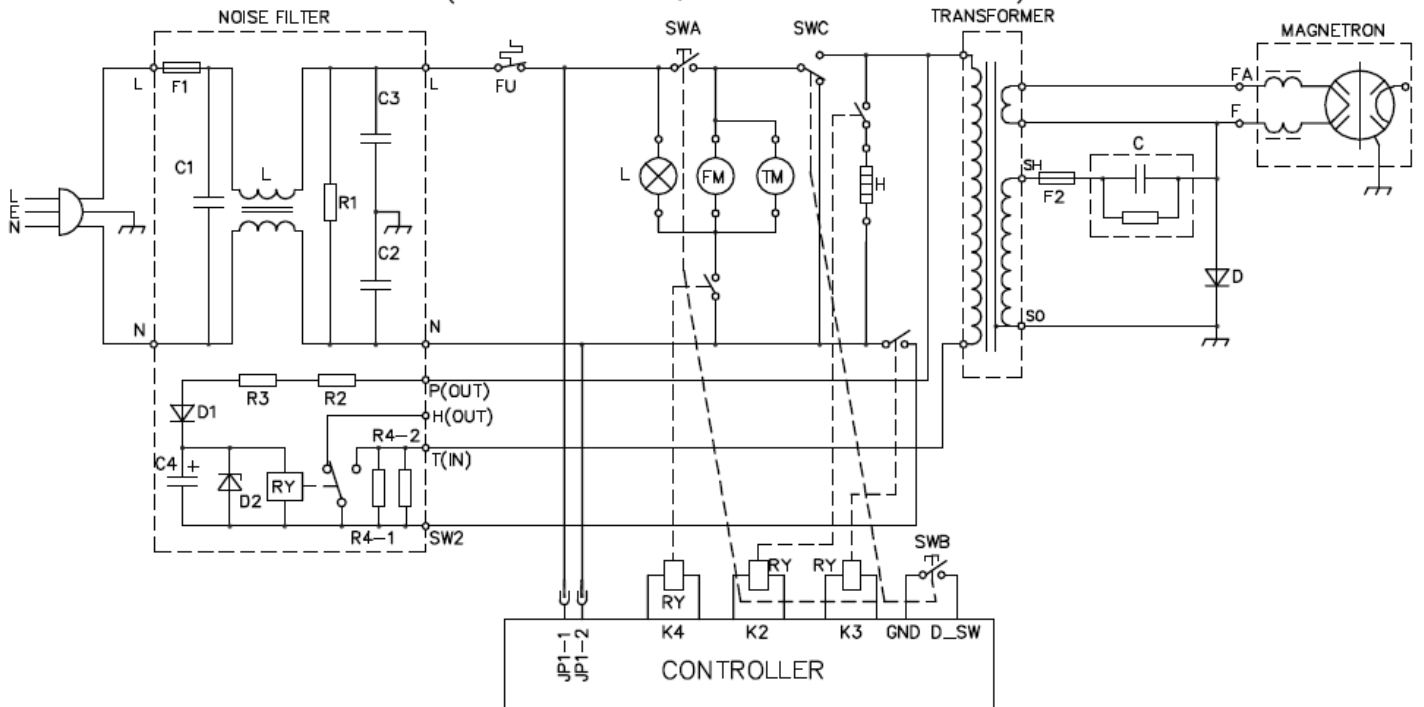 NOISE FILTER
SWA
SWC
TRANSFORMER
MAGNETRON
L
F1
L
FU
C3
FA
F
C1
L
R1
C2
L
FM
TM
H
SH
F2
C
L
E
N
N
N
D
SO
R3
R2
P(OUT)
D1
H(OUT)
R4-2
T(IN)
C4
+
D2
RY
R4-1
SW2
SWB
RY
RY
RY
JP1-1
JP1-2
K4
K2
K3
GND
D_SW
CONTROLLER